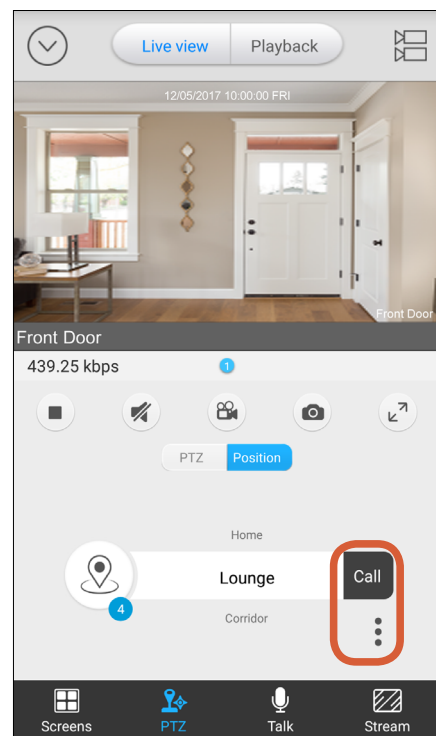 Live view Playback
12/05/2017 10:00:00 FRI
Front Door
Front Door
439.25 kbps 1
PTZ Position
Home
Lounge Call
4
Corridor
Screens PTZ Talk Stream